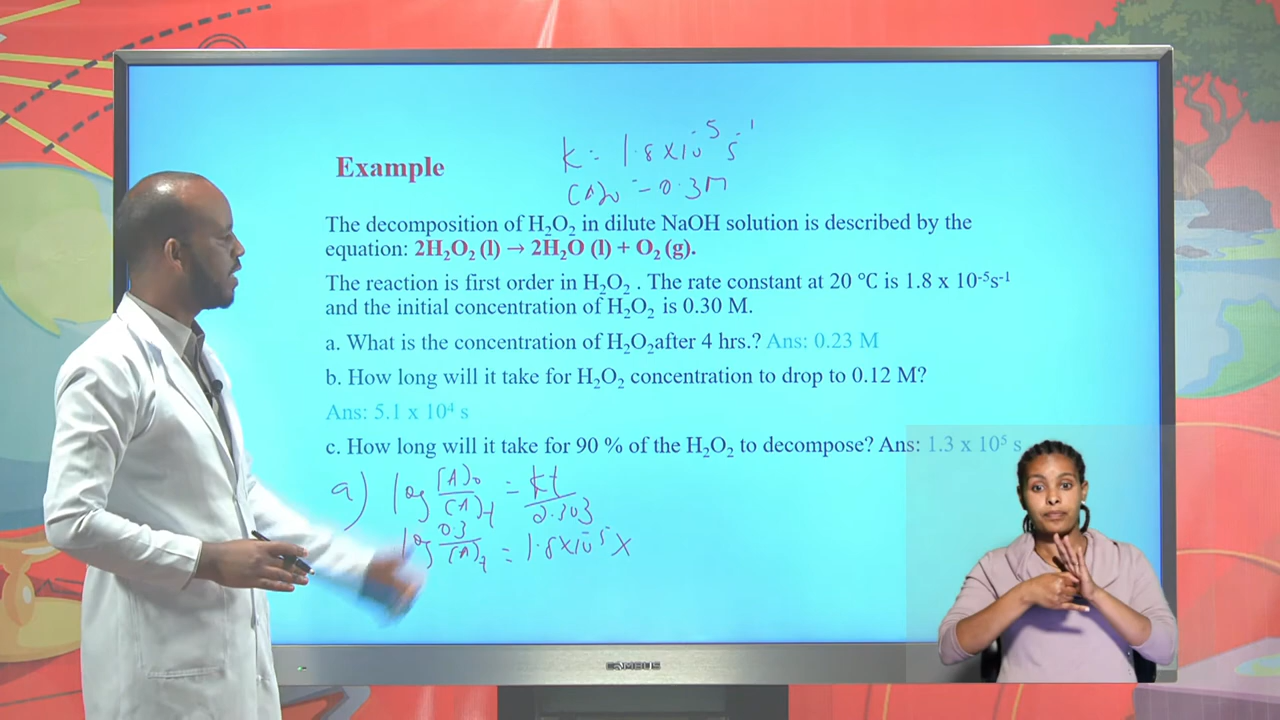 k = 1.8 x 10⁻⁵ s⁻¹
Example
[A]₀ = 0.3 M
The decomposition of H₂O₂ in dilute NaOH solution is described by the
equation: 2H₂O₂ (l) → 2H₂O (l) + O₂ (g).
The reaction is first order in H₂O₂ . The rate constant at 20 °C is 1.8 x 10⁻⁵s⁻¹
and the initial concentration of H₂O₂ is 0.30 M.
a. What is the concentration of H₂O₂after 4 hrs.? Ans: 0.23 M
b. How long will it take for H₂O₂ concentration to drop to 0.12 M?
Ans: 5.1 x 10⁴ s
c. How long will it take for 90 % of the H₂O₂ to decompose? Ans: 1.3 x 10⁵ s
a) log [A]₀/[A]ₜ = kt/2.303
log 0.3/[A]ₜ = 1.8 x 10⁻⁵ x